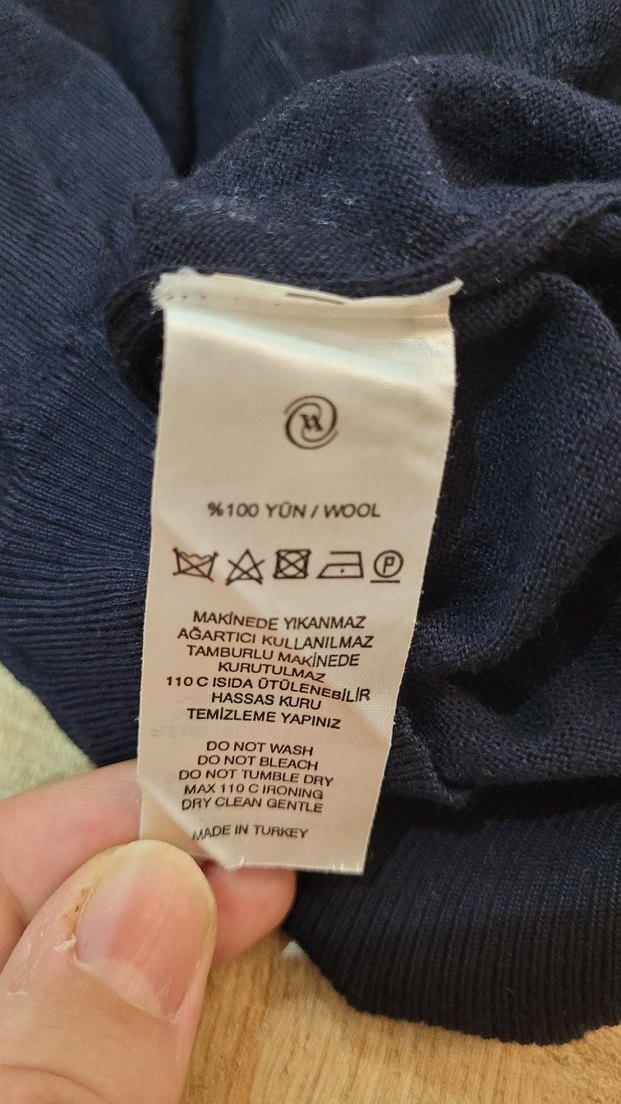 %100 YÜN / WOOL
P
MAKİNEDE YIKANMAZ
AĞARTICI KULLANILMAZ
TAMBURLU MAKİNEDE
KURUTULMAZ
110 C ISIDA ÜTÜLENEBİLİR
HASSAS KURU
TEMİZLEME YAPINIZ
DO NOT WASH
DO NOT BLEACH
DO NOT TUMBLE DRY
MAX 110 C IRONING
DRY CLEAN GENTLE
MADE IN TURKEY